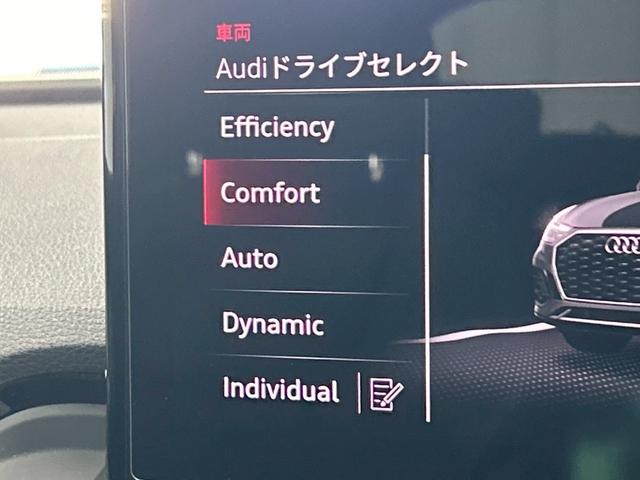 車両
Audiドライブセレクト
Efficiency
Comfort
Auto
Dynamic
Individual